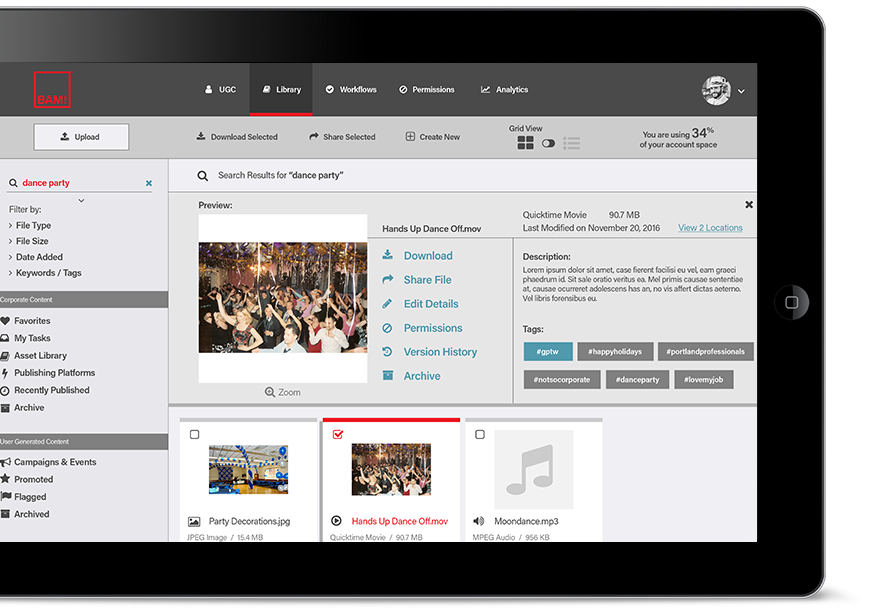 BAM!
UGC
Library
Workflows
Permissions
Analytics
Upload
Download Selected
Share Selected
Create New
Grid View
You are using 34%
of your account space
dance party
Filter by:
File Type
File Size
Date Added
Keywords / Tags
Corporate Content
Favorites
My Tasks
Asset Library
Publishing Platforms
Recently Published
Archive
User Generated Content
Campaigns & Events
Promoted
Flagged
Archived
Search Results for “dance party”
Preview:
Zoom
Hands Up Dance Off.mov
Download
Share File
Edit Details
Permissions
Version History
Archive
Quicktime Movie 90.7 MB
Last Modified on November 20, 2016 View 2 Locations
Description:
Lorem ipsum dolor sit amet, case fierent facilisi eu vel, eam graeci
phaedrum id. Sit sale oratio veritus ea. Mel primis causae sententiae
at, causae ocurreret adolescens has an, no vis affert dictas aeterno.
Vel libris forensibus eu.
Tags:
#gptw #happyholidays #portlandprofessionals
#notsocorporate #danceparty #lovemyjob
Party Decorations.jpg
JPEG Image / 15.4 MB
Hands Up Dance Off.mov
Quicktime Movie / 90.7 MB
Moondance.mp3
MPEG Audio / 956 KB